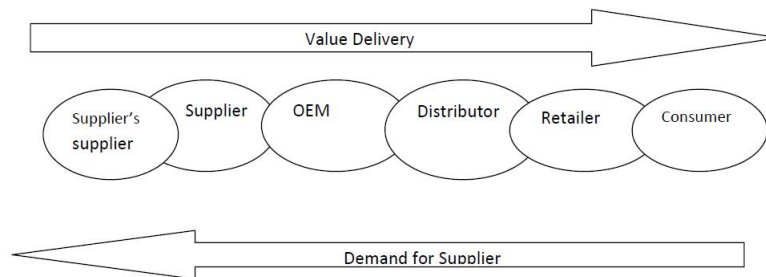 Value Delivery
Supplier's
supplier
Supplier
OEM
Distributor
Retailer
Consumer
Demand for Supplier